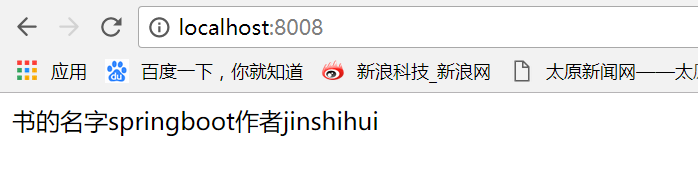 localhost:8008
应用 百度一下，你就知道 新浪科技_新浪网 太原新闻网——太
书的名字springboot作者jinshihui